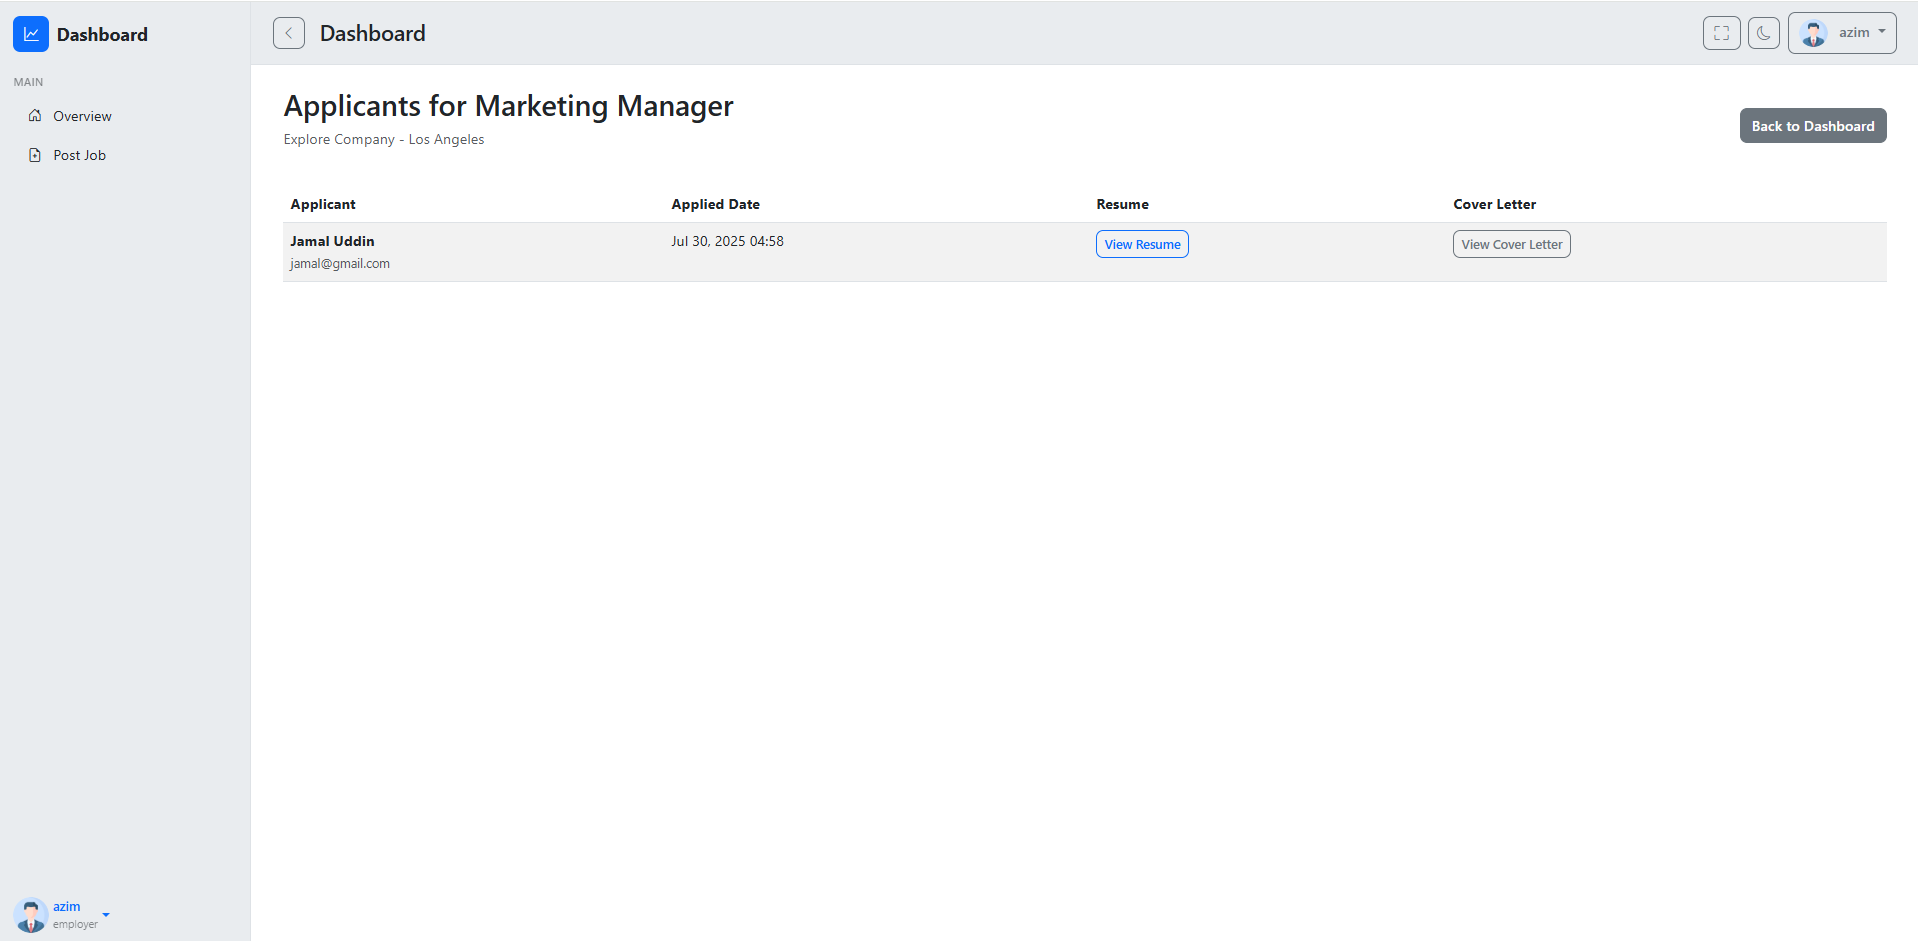 Dashboard
MAIN
Overview
Post Job
azim
employer
Dashboard
azim
Applicants for Marketing Manager
Explore Company - Los Angeles
Back to Dashboard
Applicant Applied Date Resume Cover Letter
Jamal Uddin Jul 30, 2025 04:58 View Resume View Cover Letter
jamal@gmail.com